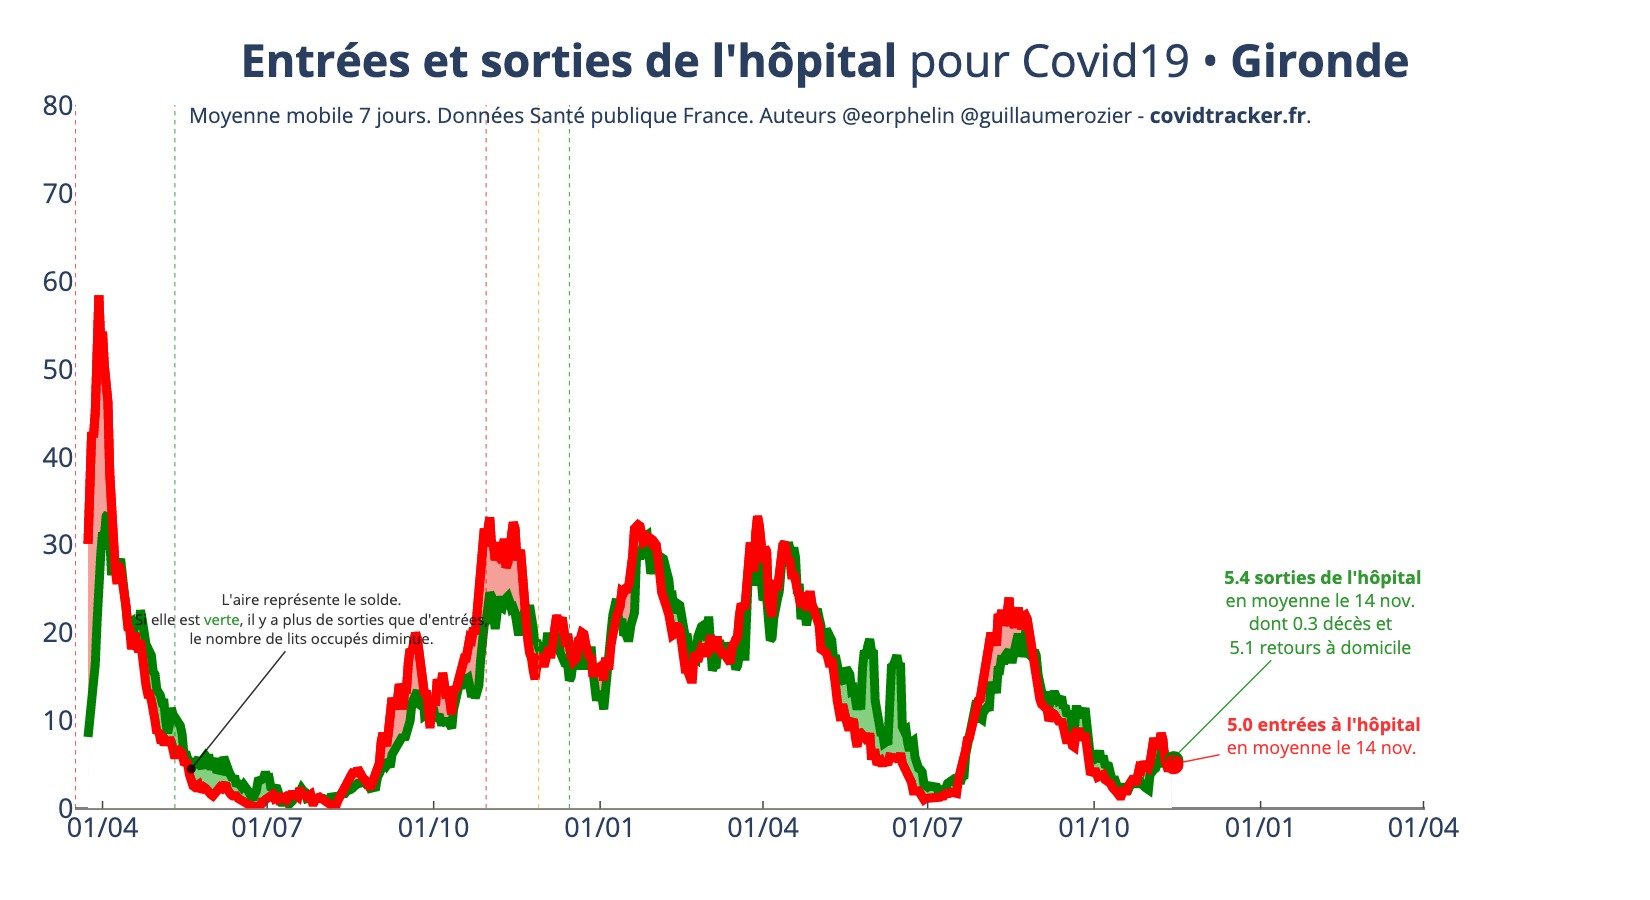 Entrées et sorties de l'hôpital pour Covid19 • Gironde
Moyenne mobile 7 jours. Données Santé publique France. Auteurs @eorphelin @guillaumerozier - covidtracker.fr.
80
70
60
50
40
30
20
10
0
L'aire représente le solde.
Si elle est verte, il y a plus de sorties que d'entrées,
le nombre de lits occupés diminue.
5.4 sorties de l'hôpital
en moyenne le 14 nov.
dont 0.3 décès et
5.1 retours à domicile
5.0 entrées à l'hôpital
en moyenne le 14 nov.
01/04 01/07 01/10 01/01 01/04 01/07 01/10 01/01 01/04